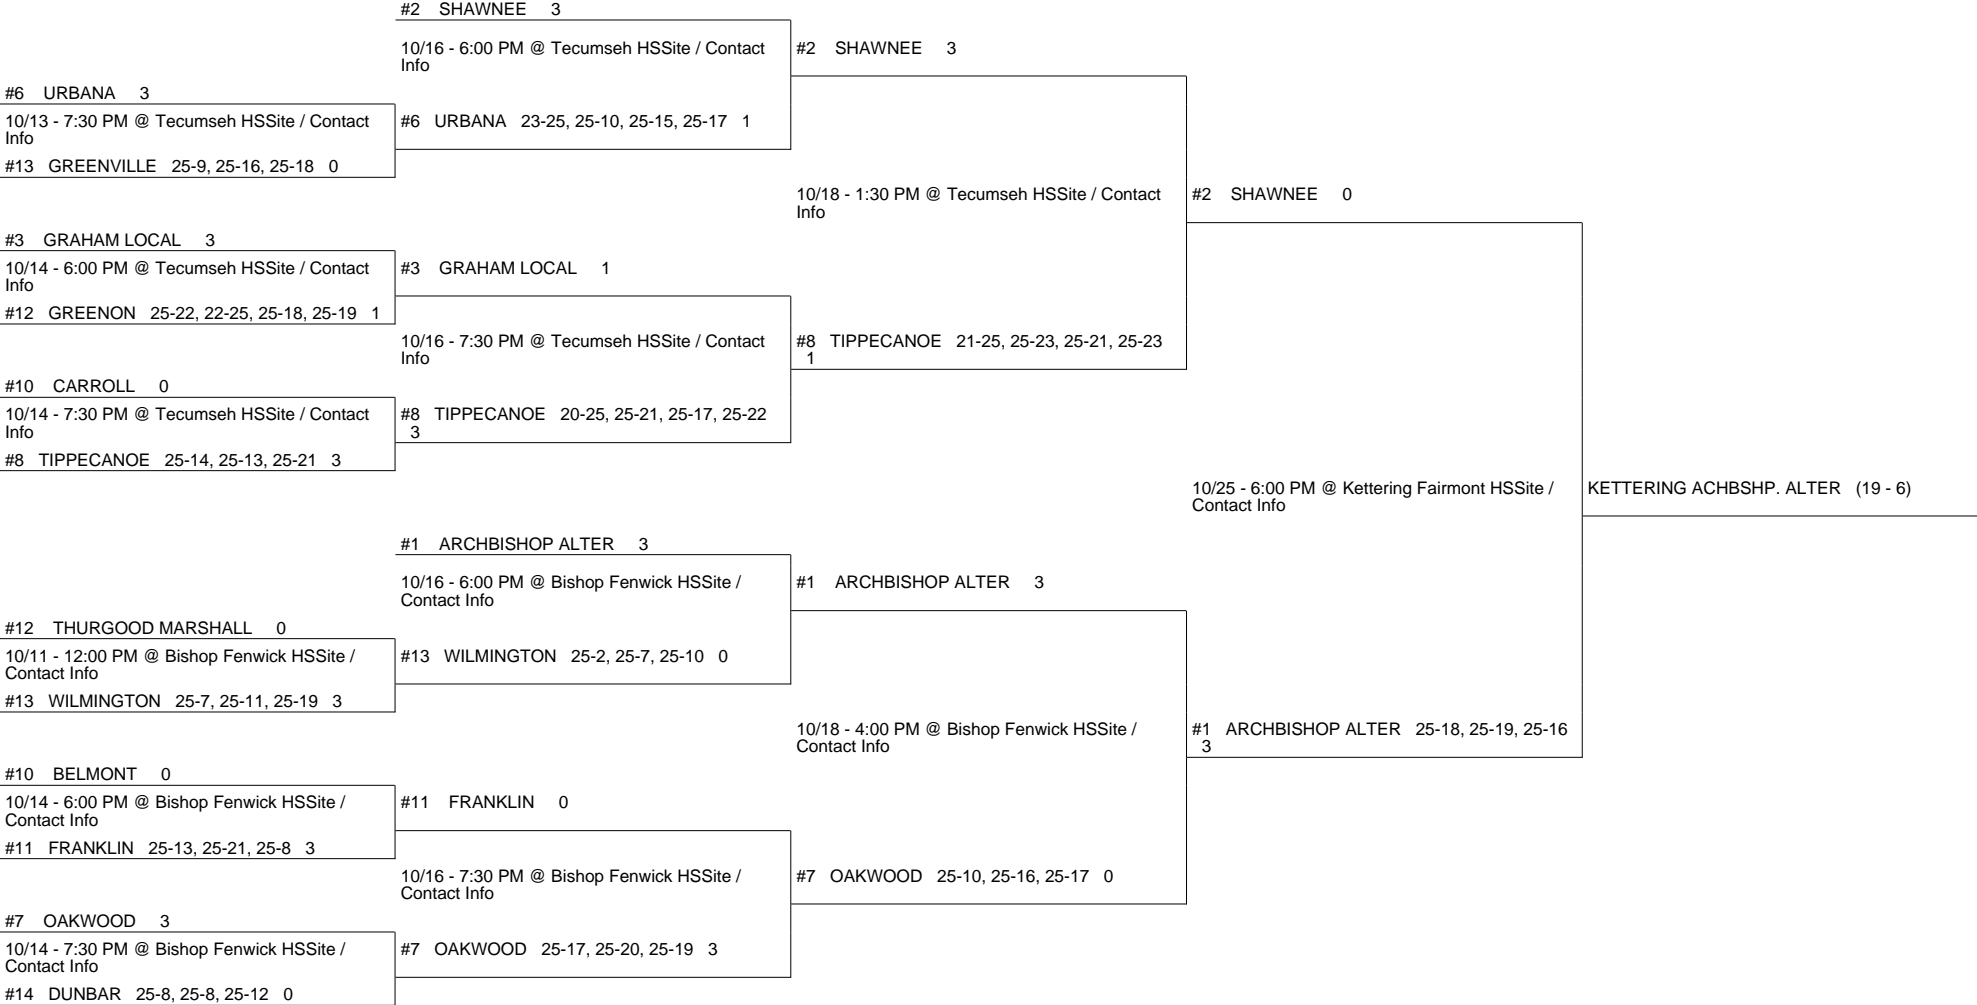 #2 SHAWNEE 3
10/16 - 6:00 PM @ Tecumseh HSSite / Contact
Info
#2 SHAWNEE 3
#6 URBANA 3
10/13 - 7:30 PM @ Tecumseh HSSite / Contact
Info
#6 URBANA 23-25, 25-10, 25-15, 25-17 1
#13 GREENVILLE 25-9, 25-16, 25-18 0
10/18 - 1:30 PM @ Tecumseh HSSite / Contact
Info
#2 SHAWNEE 0
#3 GRAHAM LOCAL 3
10/14 - 6:00 PM @ Tecumseh HSSite / Contact
Info
#3 GRAHAM LOCAL 1
#12 GREENON 25-22, 22-25, 25-18, 25-19 1
10/16 - 7:30 PM @ Tecumseh HSSite / Contact
Info
#8 TIPPECANOE 21-25, 25-23, 25-21, 25-23
1
#10 CARROLL 0
10/14 - 7:30 PM @ Tecumseh HSSite / Contact
Info
#8 TIPPECANOE 20-25, 25-21, 25-17, 25-22
3
#8 TIPPECANOE 25-14, 25-13, 25-21 3
10/25 - 6:00 PM @ Kettering Fairmont HSSite /
Contact Info
KETTERING ACHBSHP. ALTER (19 - 6)
#1 ARCHBISHOP ALTER 3
10/16 - 6:00 PM @ Bishop Fenwick HSSite /
Contact Info
#1 ARCHBISHOP ALTER 3
#12 THURGOOD MARSHALL 0
10/11 - 12:00 PM @ Bishop Fenwick HSSite /
Contact Info
#13 WILMINGTON 25-2, 25-7, 25-10 0
#13 WILMINGTON 25-7, 25-11, 25-19 3
10/18 - 4:00 PM @ Bishop Fenwick HSSite /
Contact Info
#1 ARCHBISHOP ALTER 25-18, 25-19, 25-16
3
#10 BELMONT 0
10/14 - 6:00 PM @ Bishop Fenwick HSSite /
Contact Info
#11 FRANKLIN 0
#11 FRANKLIN 25-13, 25-21, 25-8 3
10/16 - 7:30 PM @ Bishop Fenwick HSSite /
Contact Info
#7 OAKWOOD 25-10, 25-16, 25-17 0
#7 OAKWOOD 3
10/14 - 7:30 PM @ Bishop Fenwick HSSite /
Contact Info
#7 OAKWOOD 25-17, 25-20, 25-19 3
#14 DUNBAR 25-8, 25-8, 25-12 0